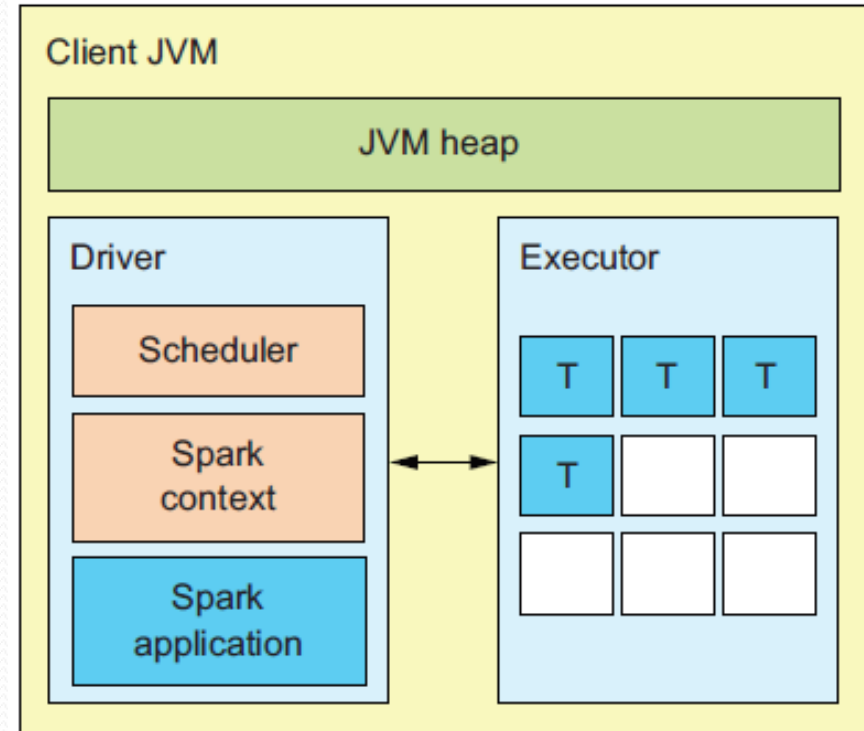 Client JVM
JVM heap
Driver
Scheduler
Spark
context
Spark
application
Executor
T T T
T